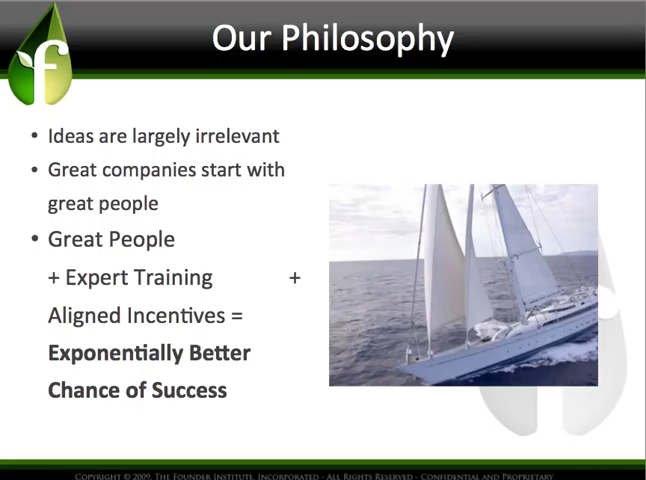 Our Philosophy
f
• Ideas are largely irrelevant
• Great companies start with
great people
• Great People
+ Expert Training +
Aligned Incentives =
Exponentially Better
Chance of Success
Copyright © 2009, The Founder Institute, Incorporated - All Rights Reserved - Confidential and Proprietary